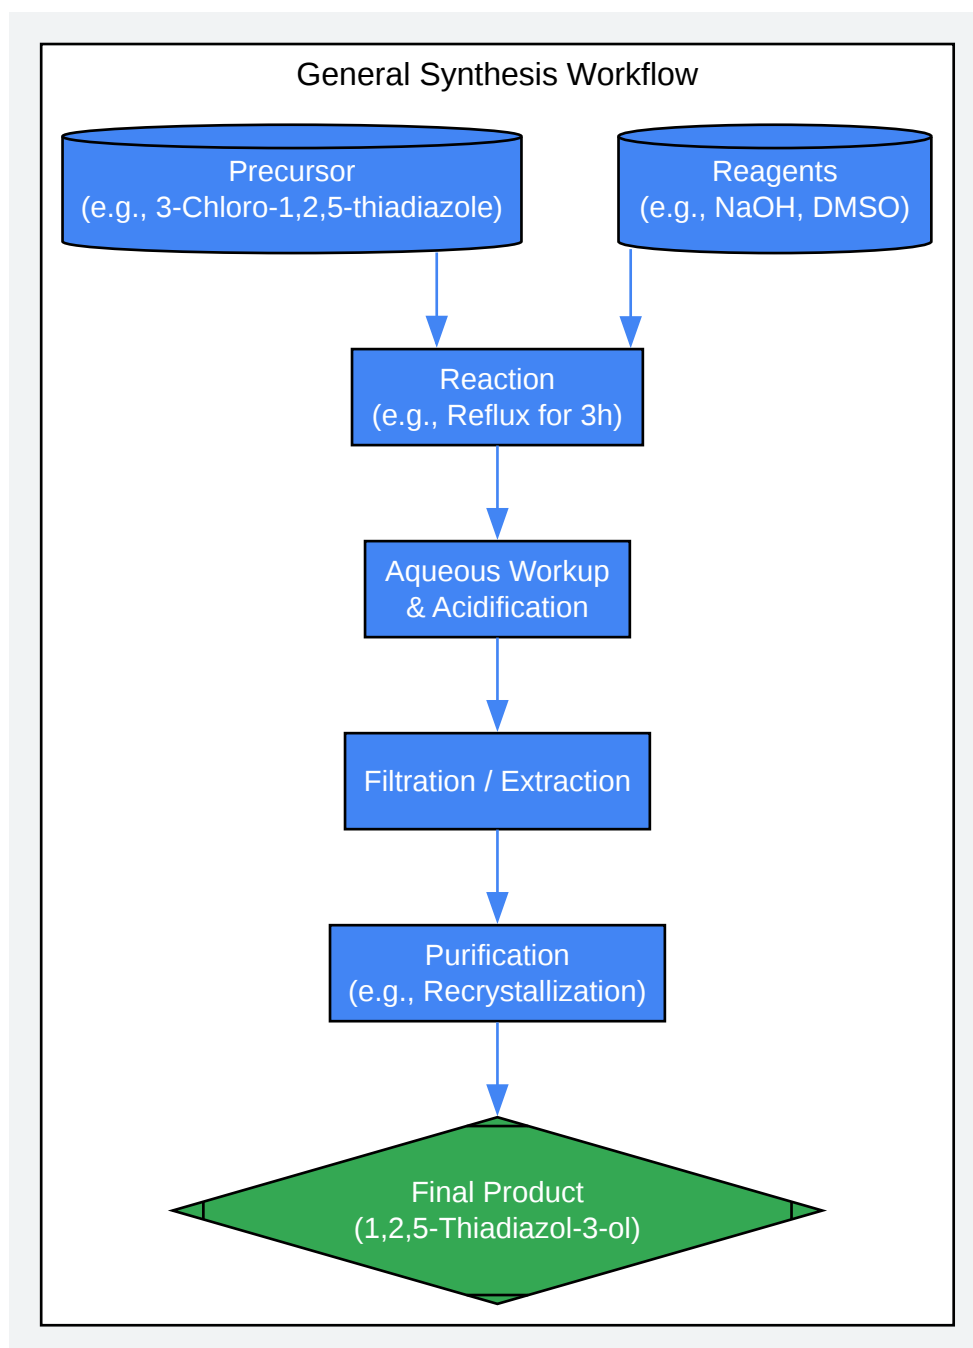 General Synthesis Workflow
Precursor
(e.g., 3-Chloro-1,2,5-thiadiazole)
Reagents
(e.g., NaOH, DMSO)
Reaction
(e.g., Reflux for 3h)
Aqueous Workup
& Acidification
Filtration / Extraction
Purification
(e.g., Recrystallization)
Final Product
(1,2,5-Thiadiazol-3-ol)